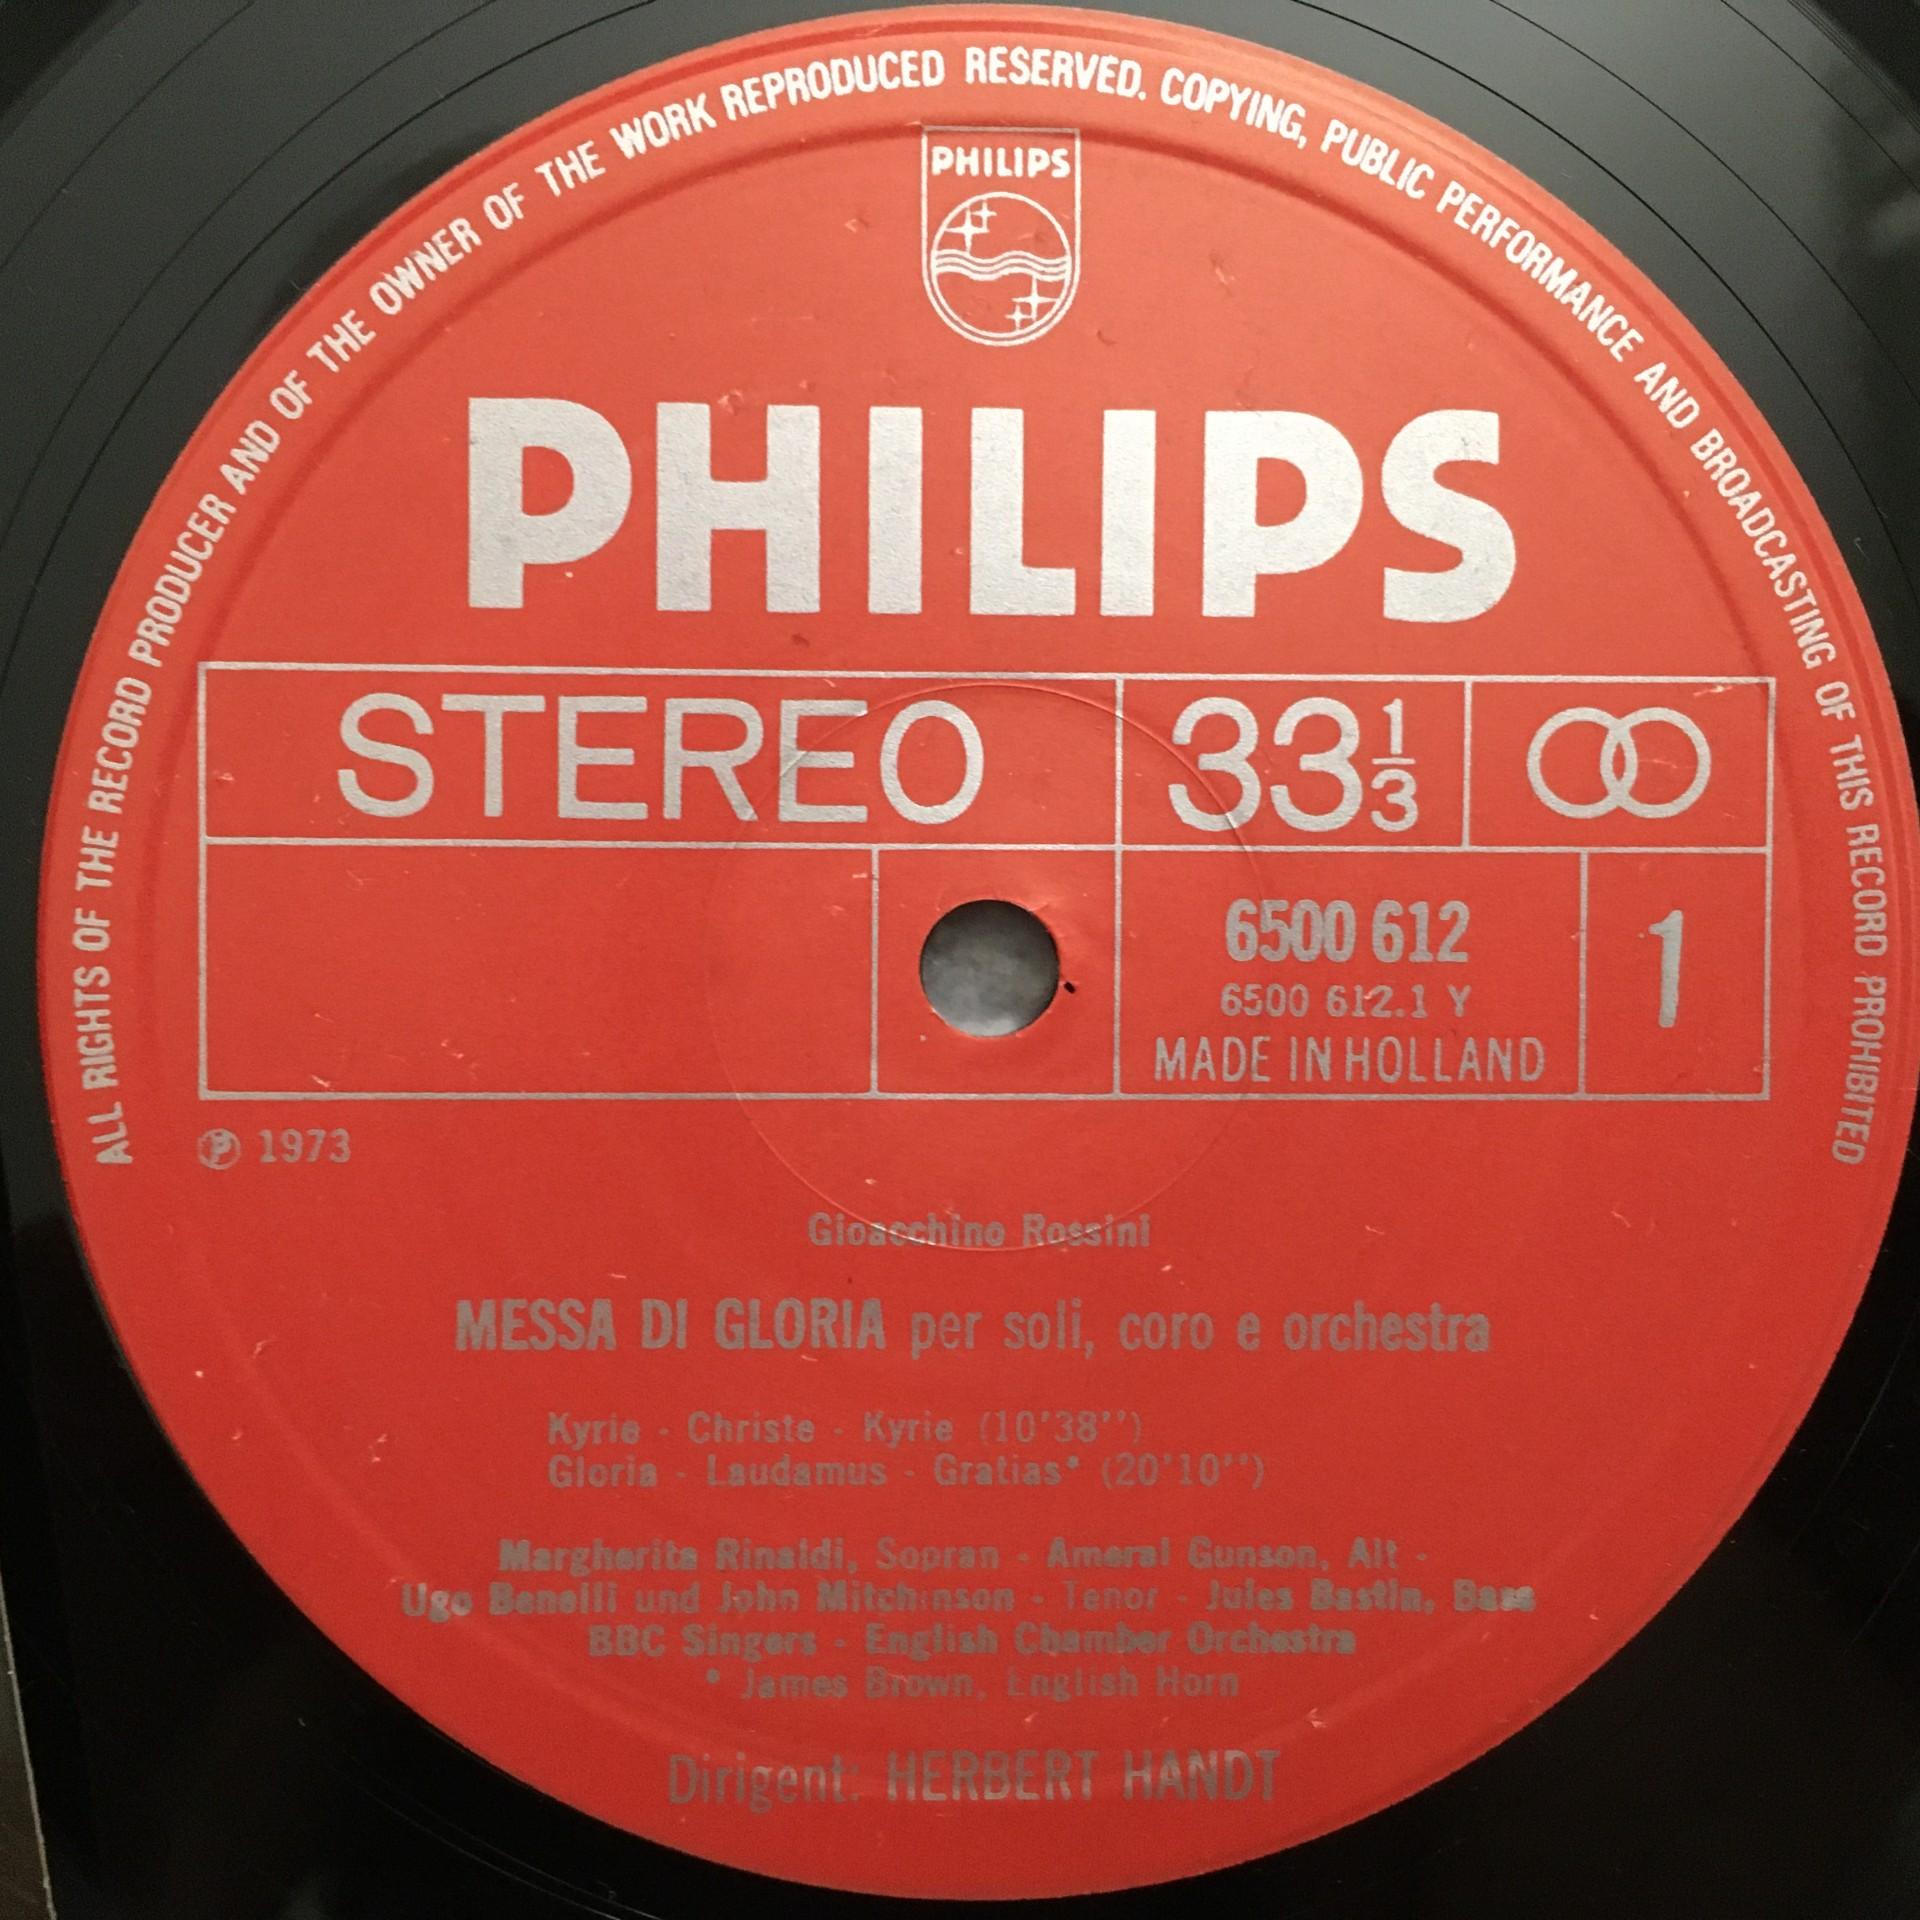 ALL RIGHTS OF THE RECORD PRODUCER AND OF THE OWNER OF THE WORK REPRODUCED RESERVED. COPYING, PUBLIC PERFORMANCE AND BROADCASTING OF THIS RECORD PROHIBITED
PHILIPS
PHILIPS
STEREO 33 1/3
6500 612 1
6500 612.1 Y
MADE IN HOLLAND
℗ 1973
Gioacchino Rossini
MESSA DI GLORIA per soli, coro e orchestra
Kyrie - Christe - Kyrie (10'38'')
Gloria - Laudamus - Gratias* (20'10'')
Margherita Rinaldi, Sopran - Ameral Gunson, Alt -
Ugo Benelli und John Mitchinson - Tenor - Jules Bastin, Bass
BBC Singers - English Chamber Orchestra
* James Brown, English Horn
Dirigent: HERBERT HANDT